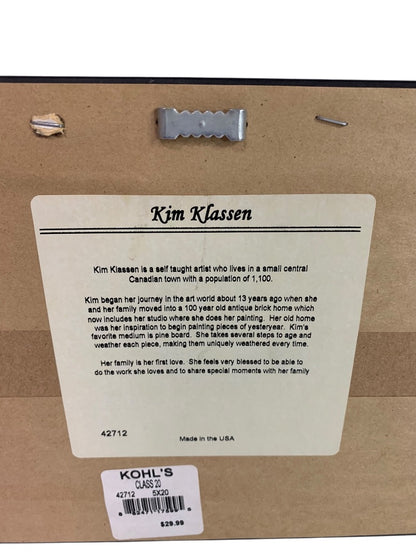 Kim Klassen
Kim Klassen is a self taught artist who lives in a small central
Canadian town with a population of 1,100.
Kim began her journey in the art world about 13 years ago when she
and her family moved into a 100 year old antique brick home which
now includes her studio where she does her painting. Her old home
was her inspiration to begin painting pieces of yesteryear. Kim's
favorite medium is pine board. She takes several steps to age and
weather each piece, making them uniquely weathered every time.
Her family is her first love. She feels very blessed to be able to
do the work she loves and to share special moments with her family
42712
Made in the USA
KOHL'S
CLASS 20
42712 5X20
$29.99